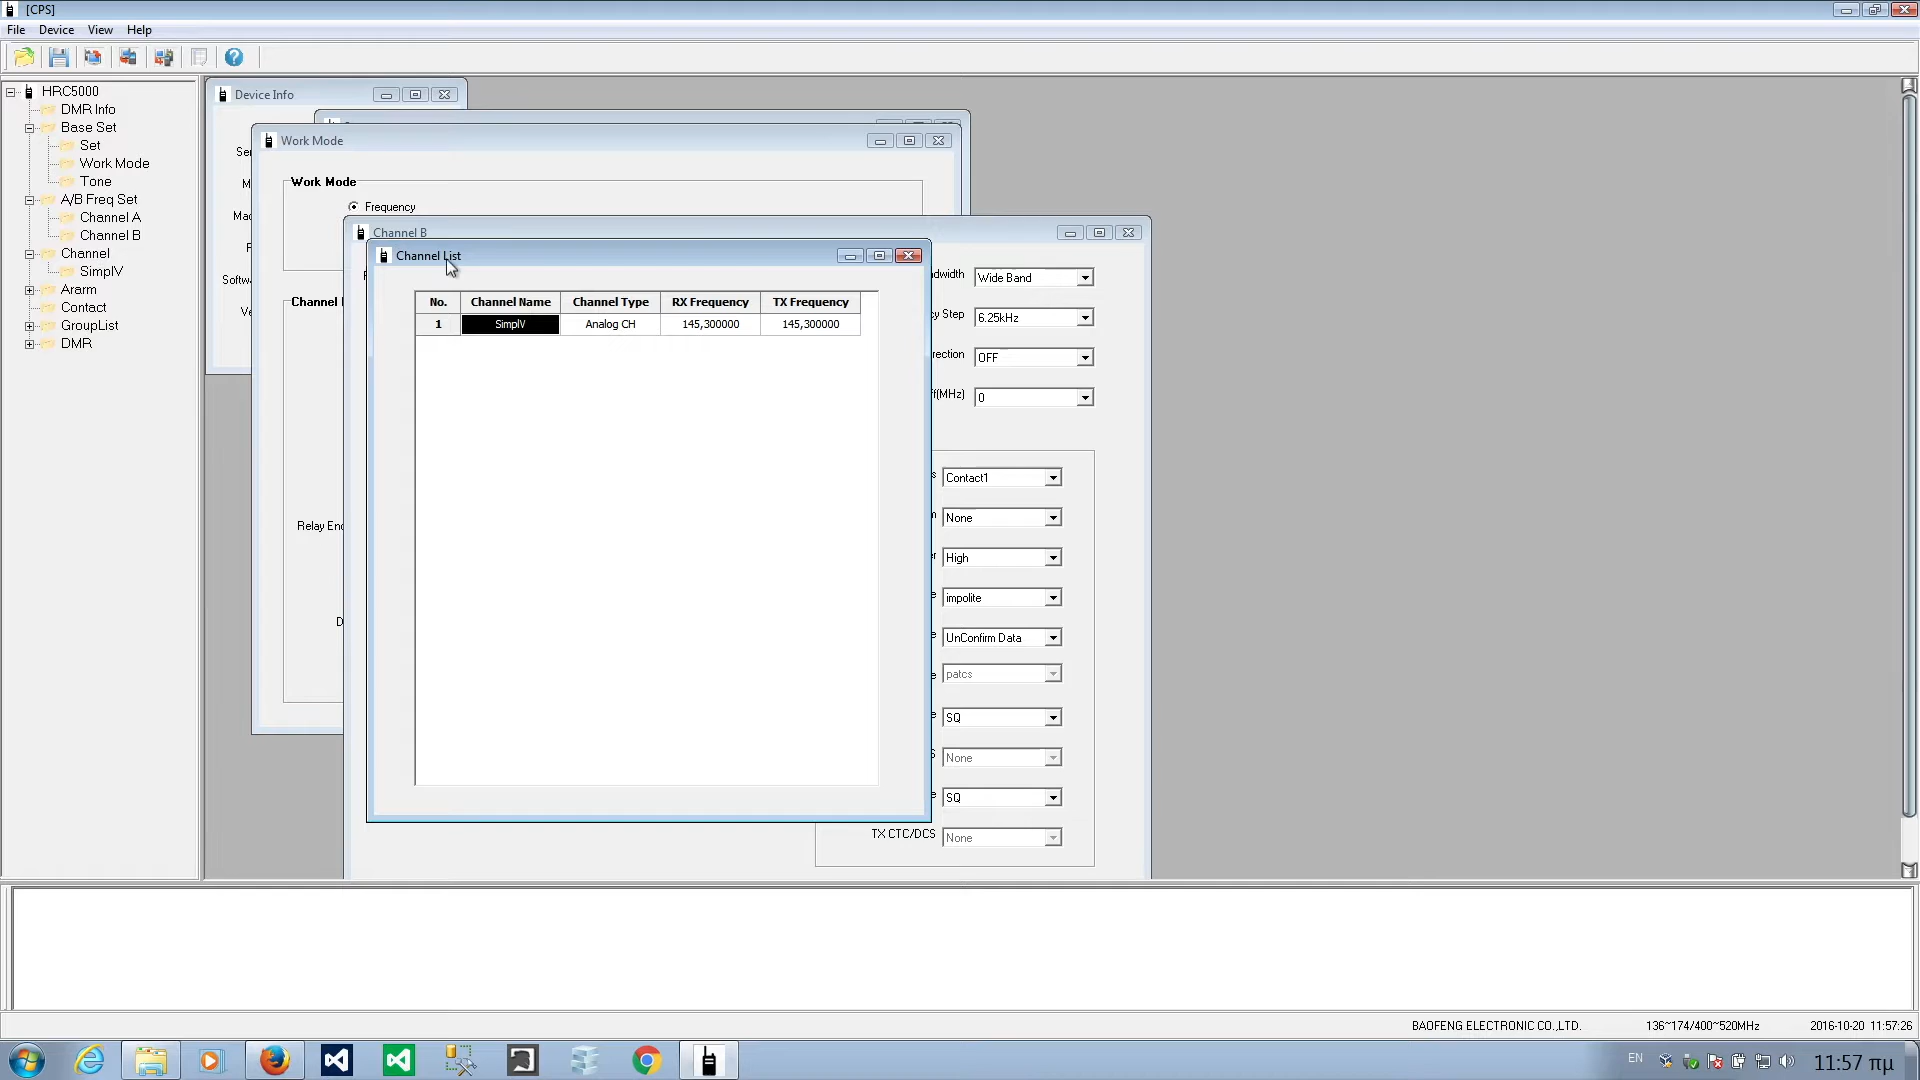 [CPS]
File Device View Help
HRC5000
DMR Info
Base Set
Set
Work Mode
Tone
A/B Freq Set
Channel A
Channel B
Channel
SimplV
Ararm
Contact
GroupList
DMR
Device Info
Work Mode
Work Mode
Frequency
Channel B
Channel List
No. Channel Name Channel Type RX Frequency TX Frequency
1 SimplV Analog CH 145,300000 145,300000
Wide Band
6.25kHz
OFF
0
Contact1
None
High
impolite
UnConfirm Data
patcs
SQ
None
SQ
TX CTC/DCS None
BAOFENG ELECTRONIC CO.,LTD. 136~174/400~520MHz 2016-10-20 11:57:26
EN 11:57 πμ